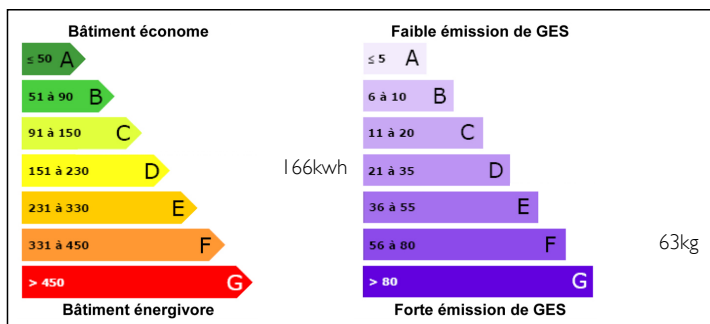 Bâtiment économe
≤ 50 A
51 à 90 B
91 à 150 C
151 à 230 D
166kwh
231 à 330 E
331 à 450 F
> 450 G
Bâtiment énergivore
Faible émission de GES
≤ 5 A
6 à 10 B
11 à 20 C
21 à 35 D
36 à 55 E
56 à 80 F
63kg
> 80 G
Forte émission de GES